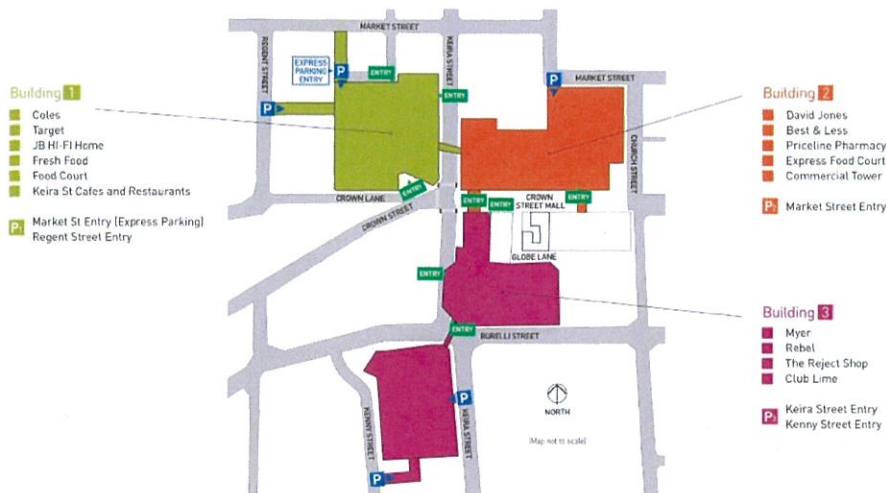 MARKET STREET
REGENT STREET
KEIRA STREET
EXPRESS
PARKING
ENTRY
P
ENTRY
P
MARKET STREET
ENTRY
P
Building 1
Coles
Target
JB HI-FI Home
Fresh Food
Food Court
Keira St Cafes and Restaurants
P1 Market St Entry (Express Parking)
Regent Street Entry
Building 2
David Jones
Best & Less
Priceline Pharmacy
Express Food Court
Commercial Tower
P2 Market Street Entry
CHURCH STREET
CROWN LANE
ENTRY
CROWN STREET
ENTRY
ENTRY
CROWN
STREET MALL
ENTRY
GLOBE LANE
ENTRY
ENTRY
BURELLI STREET
Building 3
Myer
Rebel
The Reject Shop
Club Lime
P3 Keira Street Entry
Kenny Street Entry
KENNY STREET
KEIRA STREET
P
P
NORTH
(Map not to scale)